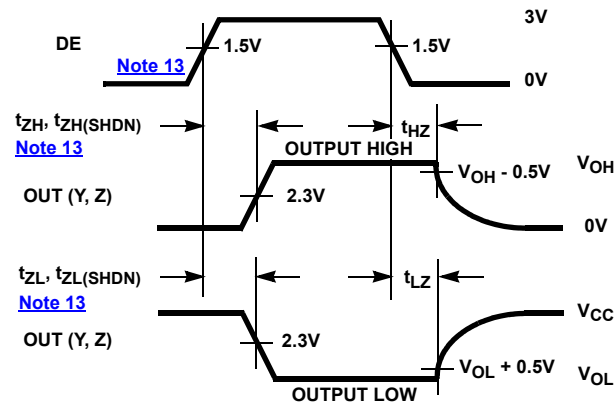 3V
DE
1.5V
1.5V
Note 13
0V
tZH, tZH(SHDN)
tHZ
Note 13
OUTPUT HIGH
VOH - 0.5V
VOH
OUT (Y, Z)
2.3V
0V
tZL, tZL(SHDN)
tLZ
Note 13
VCC
OUT (Y, Z)
2.3V
VOL + 0.5V
VOL
OUTPUT LOW